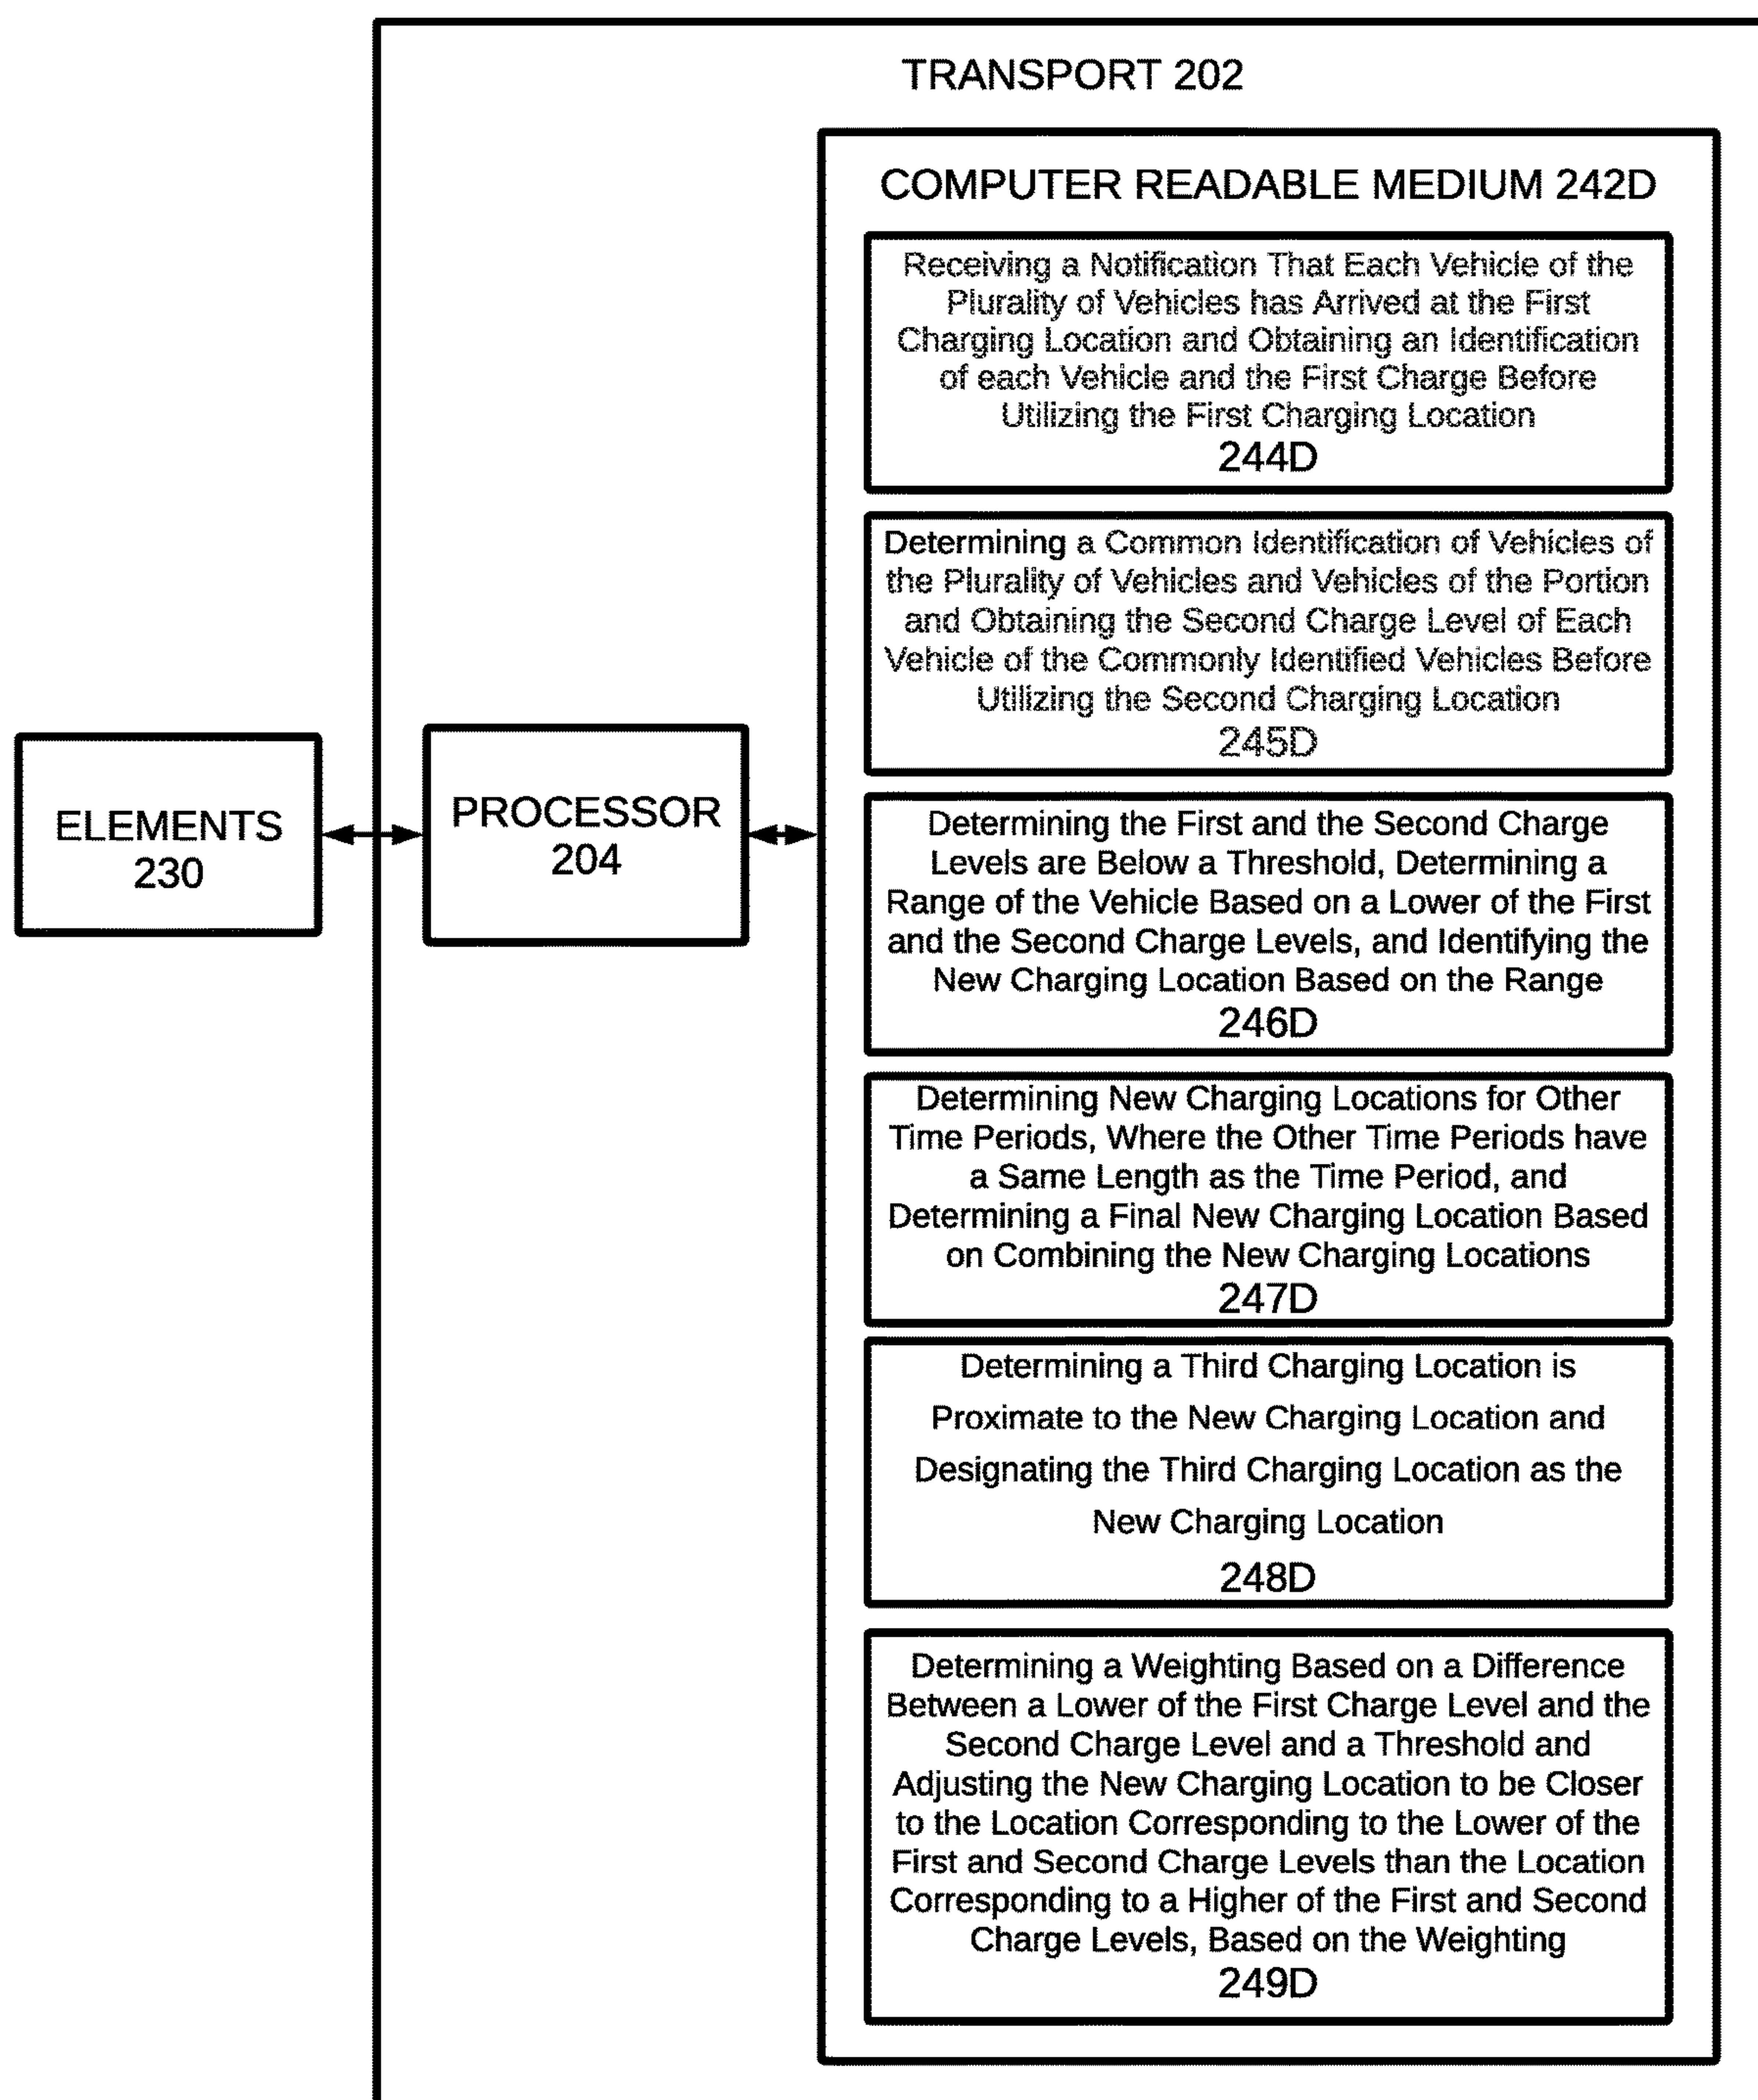 TRANSPORT 202
COMPUTER READABLE MEDIUM 242D
Receiving a Notification That Each Vehicle of the
Plurality of Vehicles has Arrived at the First
Charging Location and Obtaining an Identification
of each Vehicle and the First Charge Before
Utilizing the First Charging Location
244D
Determining a Common Identification of Vehicles of
the Plurality of Vehicles and Vehicles of the Portion
and Obtaining the Second Charge Level of Each
Vehicle of the Commonly Identified Vehicles Before
Utilizing the Second Charging Location
245D
ELEMENTS
230
PROCESSOR
204
Determining the First and the Second Charge
Levels are Below a Threshold, Determining a
Range of the Vehicle Based on a Lower of the First
and the Second Charge Levels, and Identifying the
New Charging Location Based on the Range
246D
Determining New Charging Locations for Other
Time Periods, Where the Other Time Periods have
a Same Length as the Time Period, and
Determining a Final New Charging Location Based
on Combining the New Charging Locations
247D
Determining a Third Charging Location is
Proximate to the New Charging Location and
Designating the Third Charging Location as the
New Charging Location
248D
Determining a Weighting Based on a Difference
Between a Lower of the First Charge Level and the
Second Charge Level and a Threshold and
Adjusting the New Charging Location to be Closer
to the Location Corresponding to the Lower of the
First and Second Charge Levels than the Location
Corresponding to a Higher of the First and Second
Charge Levels, Based on the Weighting
249D